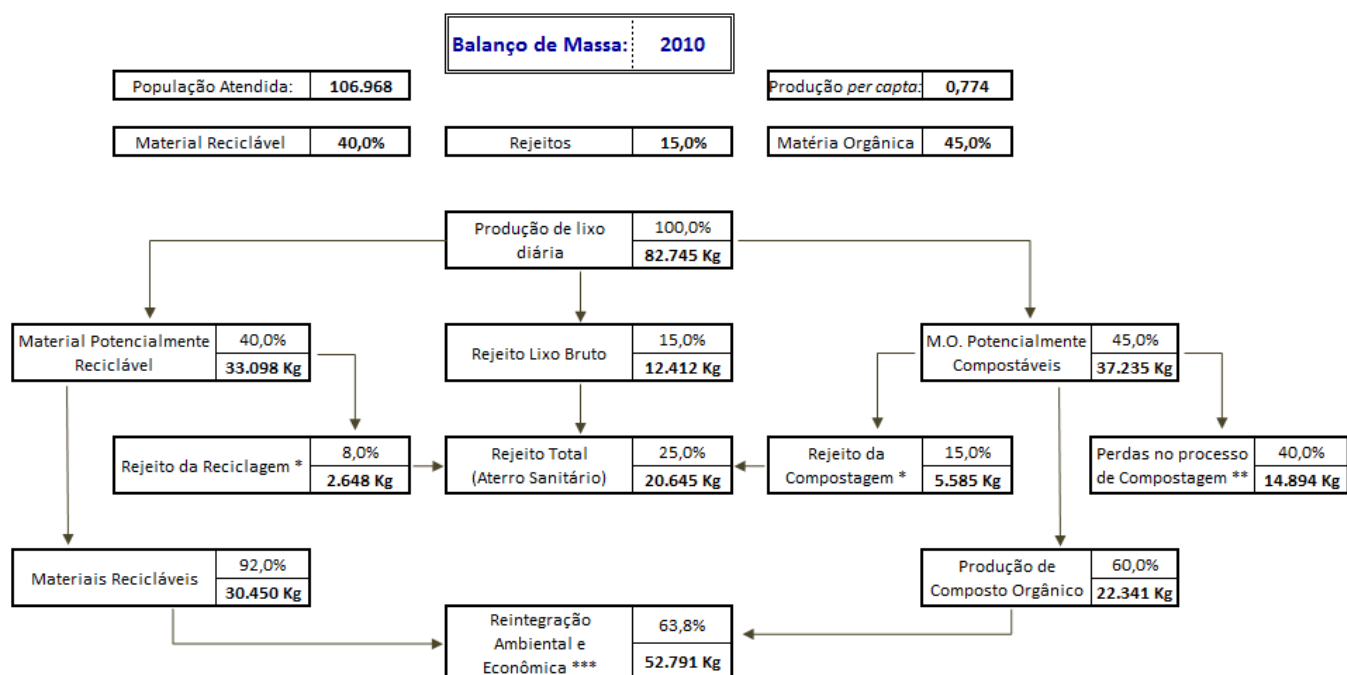 Balanço de Massa: 2010
População Atendida: 106.968
Produção per capta: 0,774
Material Reciclável 40,0%
Rejeitos 15,0%
Matéria Orgânica 45,0%
Produção de lixo
diária
100,0%
82.745 Kg
Material Potencialmente
Reciclável
40,0%
33.098 Kg
Rejeito Lixo Bruto
15,0%
12.412 Kg
M.O. Potencialmente
Compostáveis
45,0%
37.235 Kg
Rejeito da Reciclagem *
8,0%
2.648 Kg
Rejeito Total
(Aterro Sanitário)
25,0%
20.645 Kg
Rejeito da
Compostagem *
15,0%
5.585 Kg
Perdas no processo
de Compostagem **
40,0%
14.894 Kg
Materiais Recicláveis
92,0%
30.450 Kg
Produção de
Composto Orgânico
60,0%
22.341 Kg
Reintegração
Ambiental e
Econômica ***
63,8%
52.791 Kg